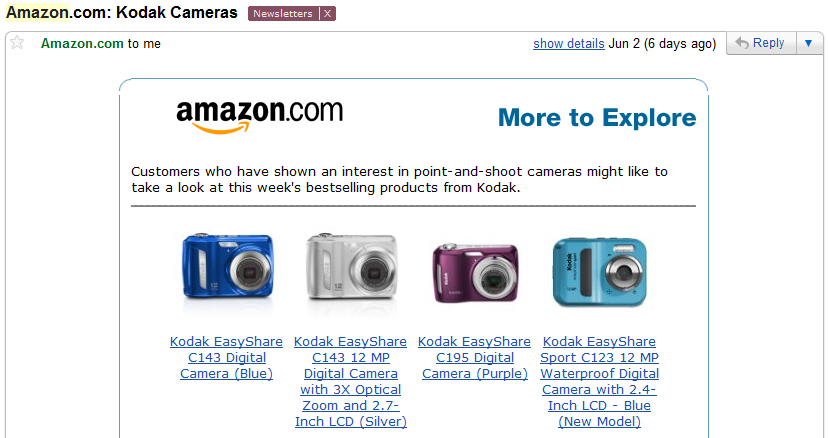 Amazon.com: Kodak Cameras Newsletters X
Amazon.com to me show details Jun 2 (6 days ago) Reply
amazon.com More to Explore
Customers who have shown an interest in point-and-shoot cameras might like to
take a look at this week's bestselling products from Kodak.
Kodak EasyShare
C143 Digital
Camera (Blue)
Kodak EasyShare
C143 12 MP
Digital Camera
with 3X Optical
Zoom and 2.7-
Inch LCD (Silver)
Kodak EasyShare
C195 Digital
Camera (Purple)
Kodak EasyShare
Sport C123 12 MP
Waterproof Digital
Camera with 2.4-
Inch LCD - Blue
(New Model)